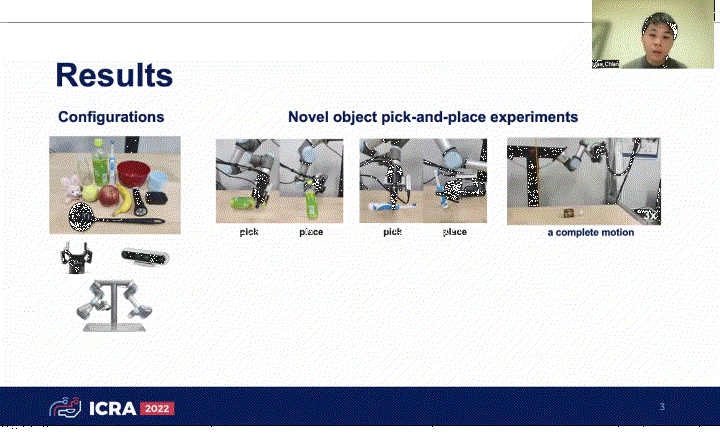 Results
Configurations
Novel object pick-and-place experiments
3X
pick
place
pick
place
a complete motion
ICRA 2022
3